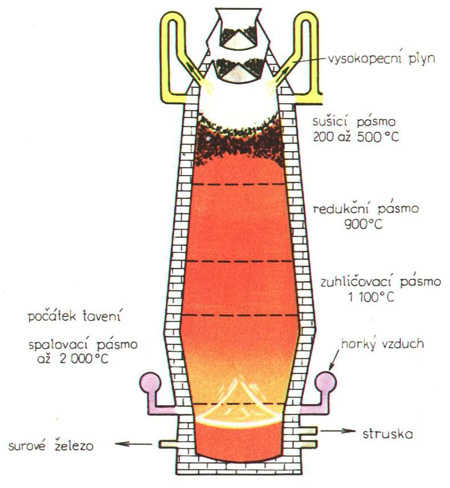 vysokopecní plyn
sušicí pásmo
200 až 500°C
redukční pásmo
900°C
zuhličovací pásmo
1 100°C
počátek tavení
spalovací pásmo
až 2 000°C
horký vzduch
surové železo
struska